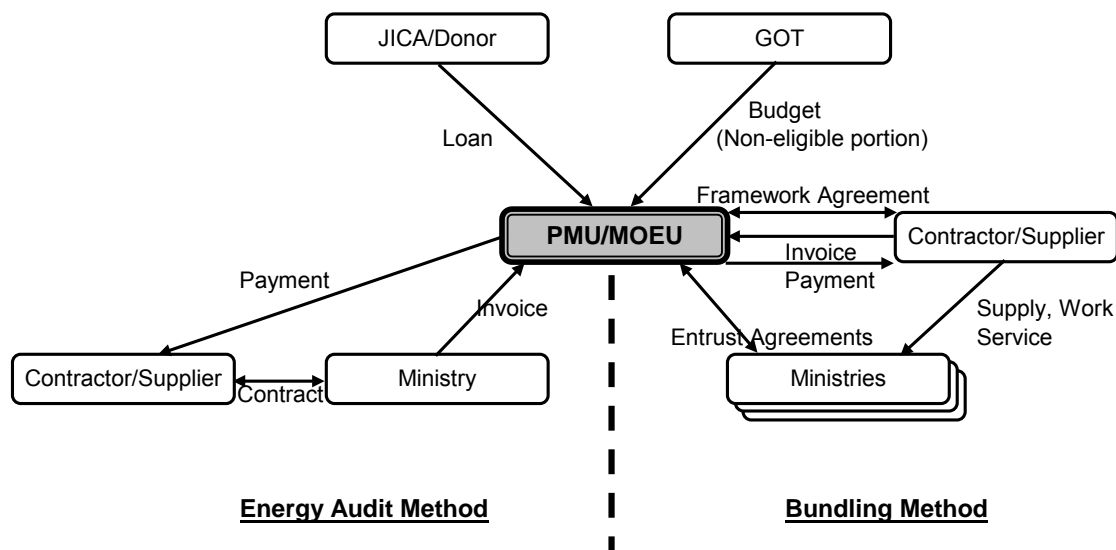 JICA/Donor
GOT
Loan
Budget
(Non-eligible portion)
Framework Agreement
PMU/MOEU
Contractor/Supplier
Invoice
Payment
Payment
Invoice
Supply, Work
Service
Entrust Agreements
Contractor/Supplier
Contract
Ministry
Ministries
Energy Audit Method
Bundling Method